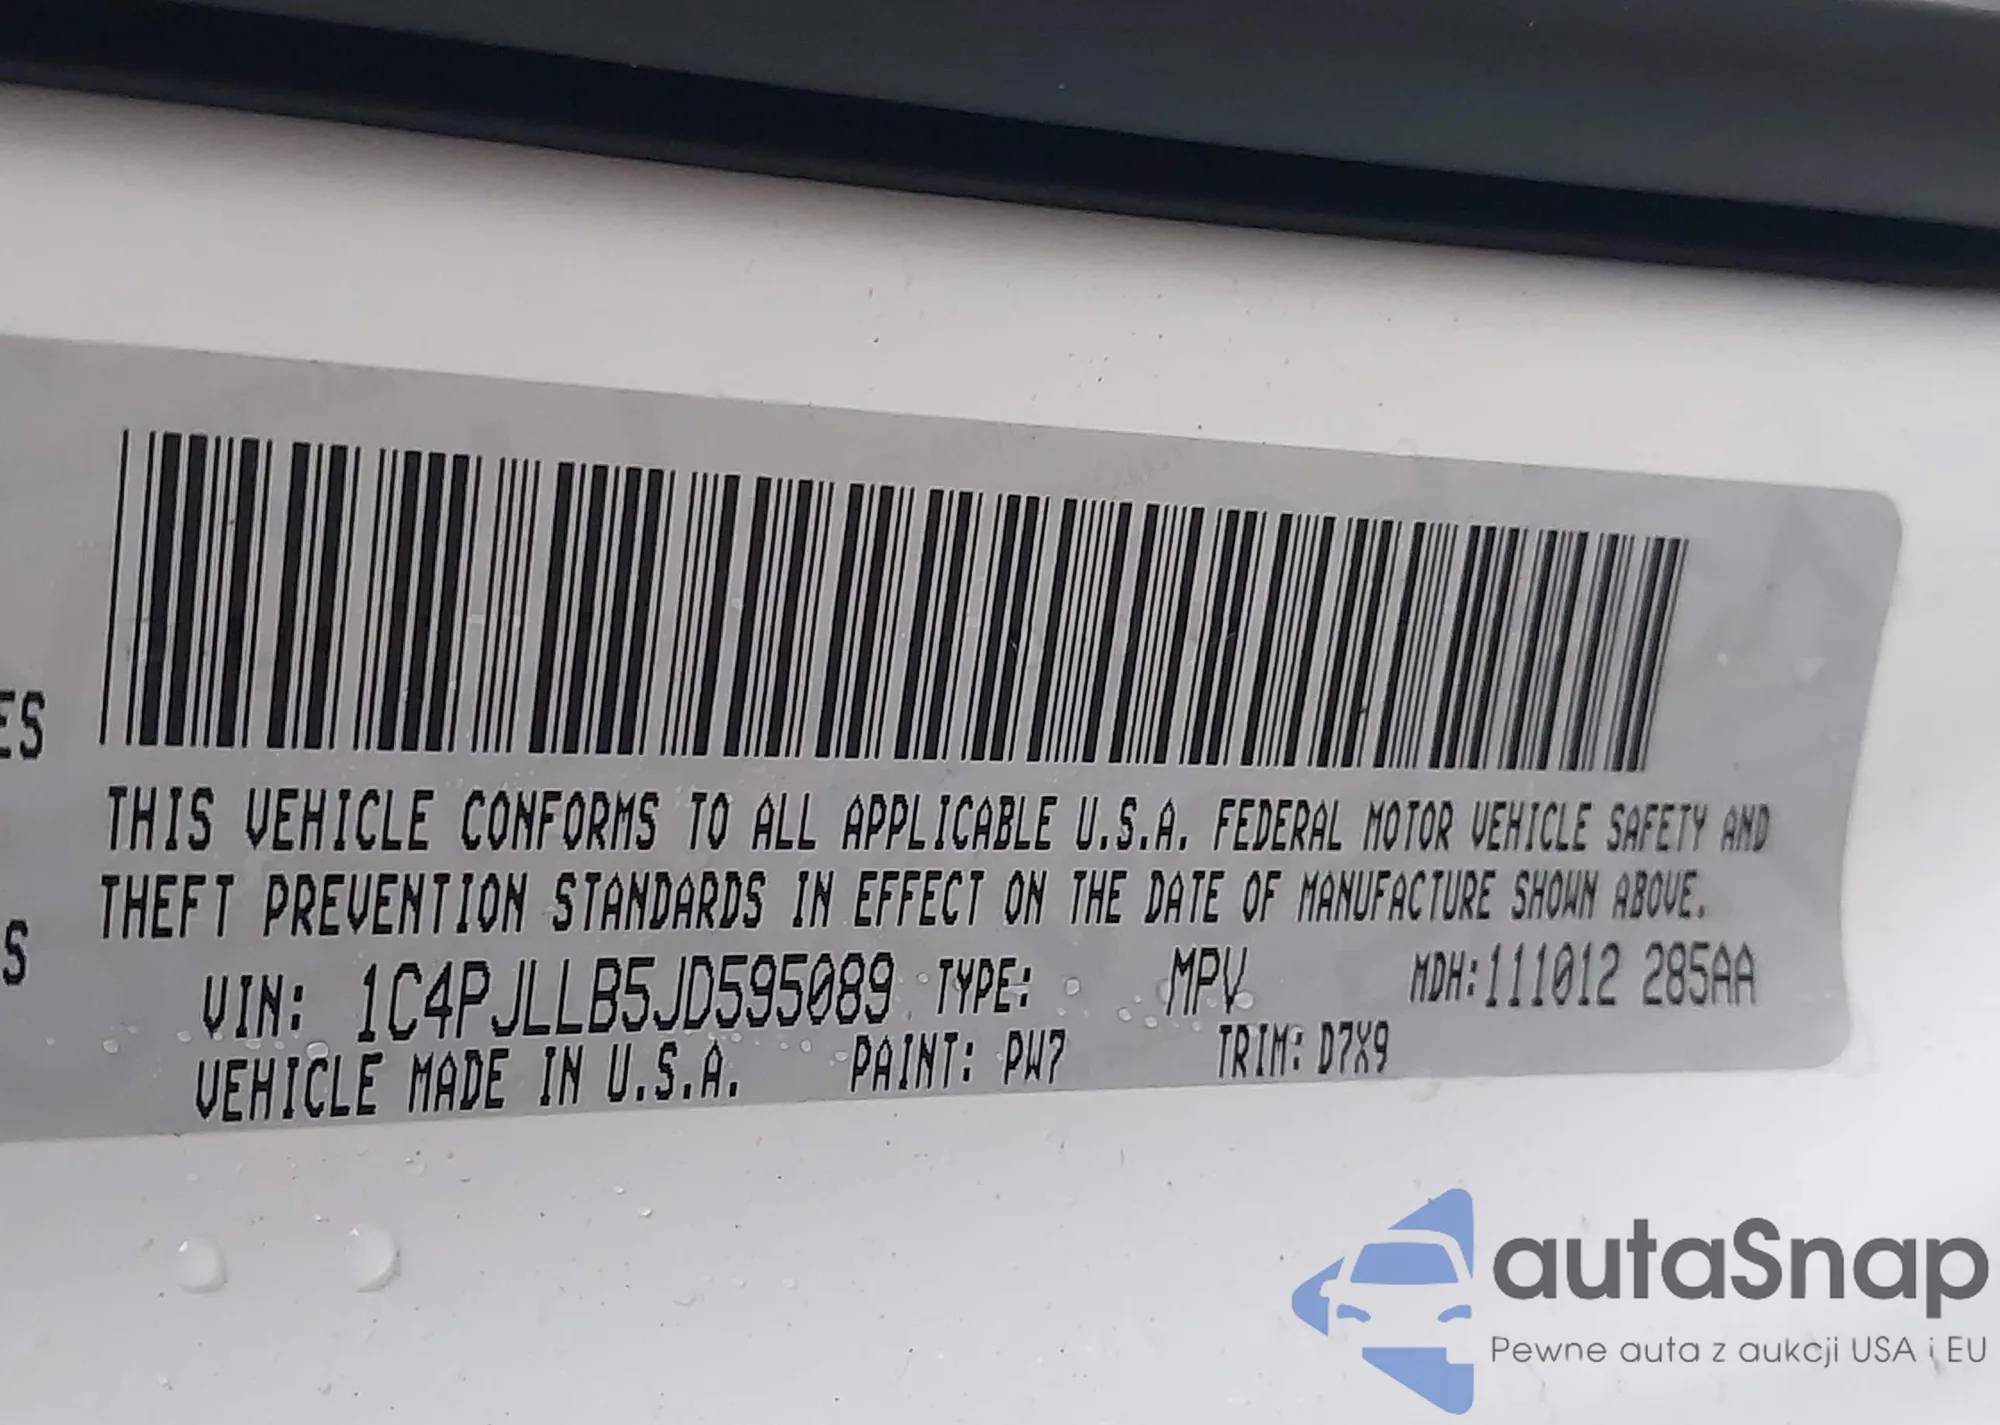 ES
THIS VEHICLE CONFORMS TO ALL APPLICABLE U.S.A. FEDERAL MOTOR VEHICLE SAFETY AND
THEFT PREVENTION STANDARDS IN EFFECT ON THE DATE OF MANUFACTURE SHOWN ABOVE.
S
VIN: 1C4PJLLB5JD595089 TYPE: MPV MDH:111012 285AA
VEHICLE MADE IN U.S.A. PAINT: PW7 TRIM: D7X9
autaSnap
Pewne auta z aukcji USA i EU